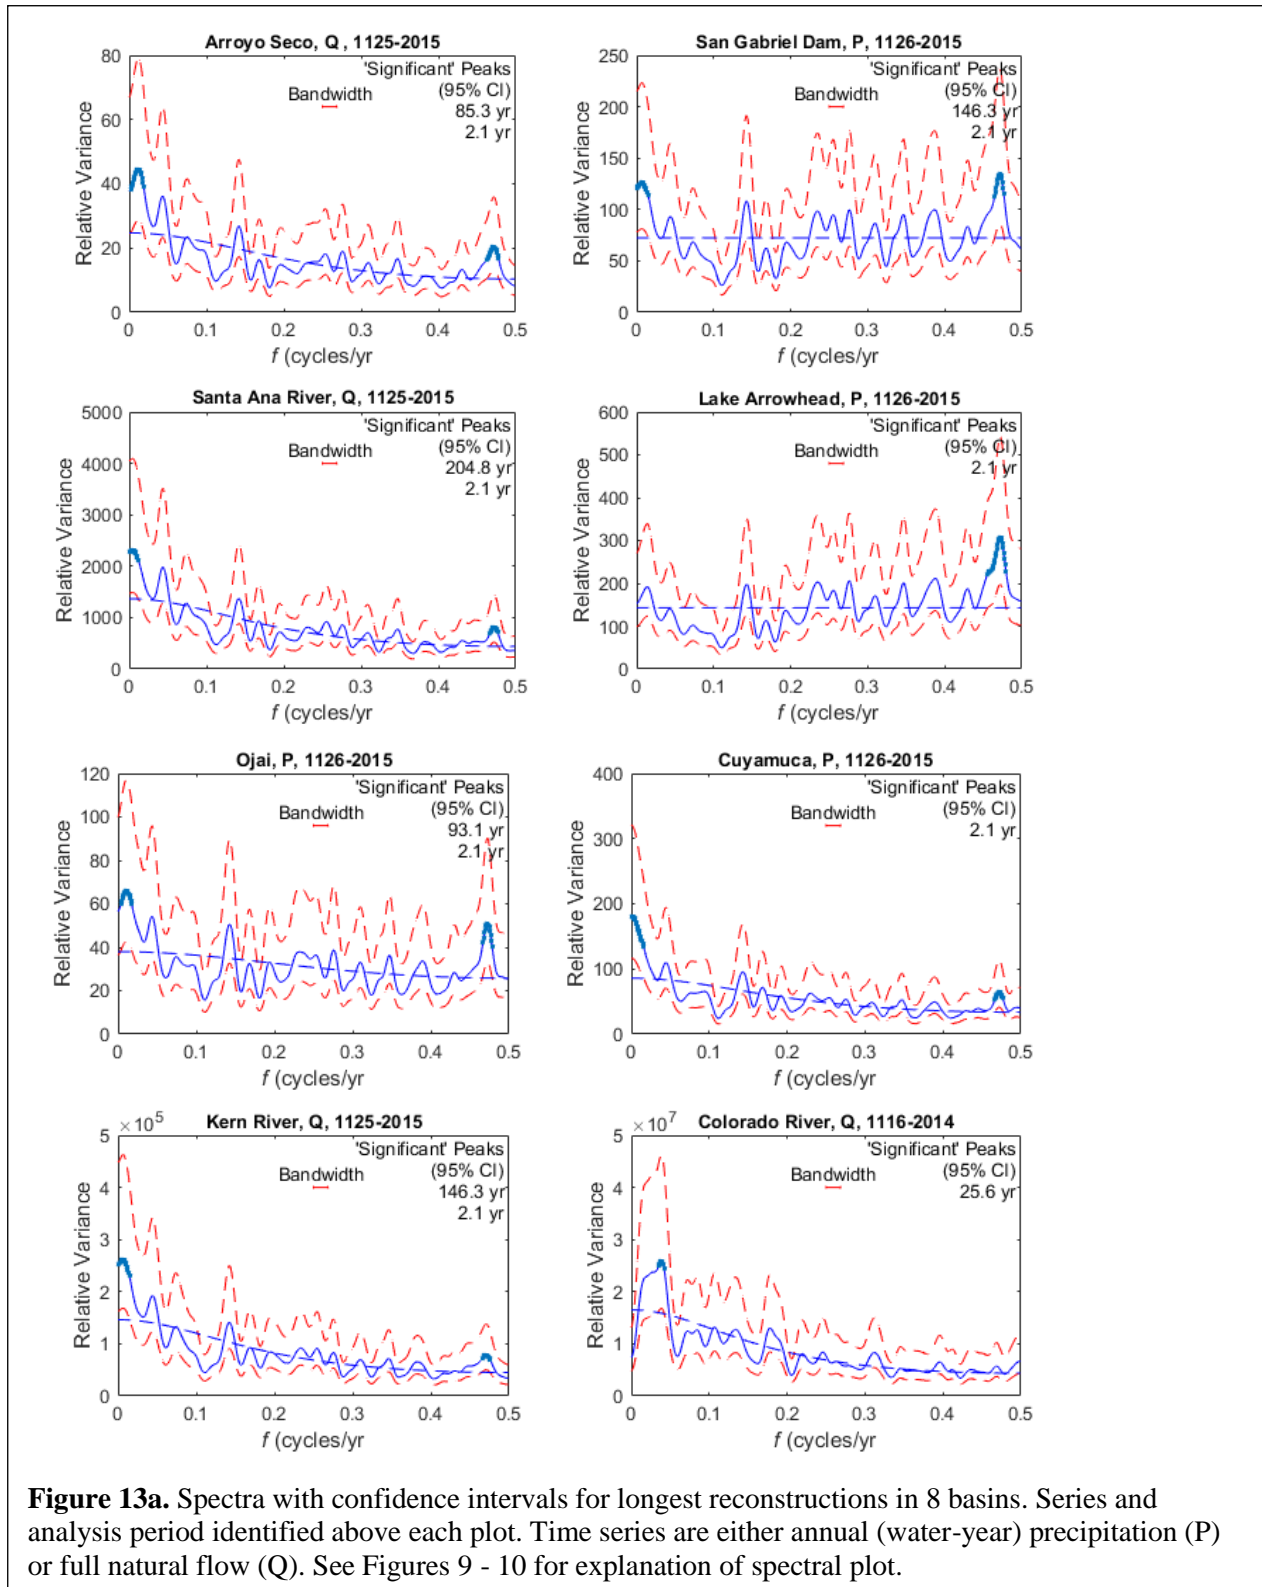 Arroyo Seco, Q , 1125-2015
'Significant' Peaks
Bandwidth
(95% CI)
85.3 yr
2.1 yr
Relative Variance
80
60
40
20
0
0 0.1 0.2 0.3 0.4 0.5
f (cycles/yr
San Gabriel Dam, P, 1126-2015
'Significant' Peaks
Bandwidth
(95% CI)
146.3 yr
2.1 yr
Relative Variance
250
200
150
100
50
0
0 0.1 0.2 0.3 0.4 0.5
f (cycles/yr
Santa Ana River, Q, 1125-2015
'Significant' Peaks
Bandwidth
(95% CI)
204.8 yr
2.1 yr
Relative Variance
5000
4000
3000
2000
1000
0
0 0.1 0.2 0.3 0.4 0.5
f (cycles/yr
Lake Arrowhead, P, 1126-2015
'Significant' Peaks
Bandwidth
(95% CI)
2.1 yr
Relative Variance
600
500
400
300
200
100
0
0 0.1 0.2 0.3 0.4 0.5
f (cycles/yr
Ojai, P, 1126-2015
'Significant' Peaks
Bandwidth
(95% CI)
93.1 yr
2.1 yr
Relative Variance
120
100
80
60
40
20
0
0 0.1 0.2 0.3 0.4 0.5
f (cycles/yr
Cuyamuca, P, 1126-2015
'Significant' Peaks
Bandwidth
(95% CI)
2.1 yr
Relative Variance
400
300
200
100
0
0 0.1 0.2 0.3 0.4 0.5
f (cycles/yr
Kern River, Q, 1125-2015
× 10^5
'Significant' Peaks
Bandwidth
(95% CI)
146.3 yr
2.1 yr
Relative Variance
5
4
3
2
1
0
0 0.1 0.2 0.3 0.4 0.5
f (cycles/yr
Colorado River, Q, 1116-2014
× 10^7
'Significant' Peaks
Bandwidth
(95% CI)
25.6 yr
Relative Variance
5
4
3
2
1
0
0 0.1 0.2 0.3 0.4 0.5
f (cycles/yr
Figure 13a. Spectra with confidence intervals for longest reconstructions in 8 basins. Series and
analysis period identified above each plot. Time series are either annual (water-year) precipitation (P)
or full natural flow (Q). See Figures 9 - 10 for explanation of spectral plot.